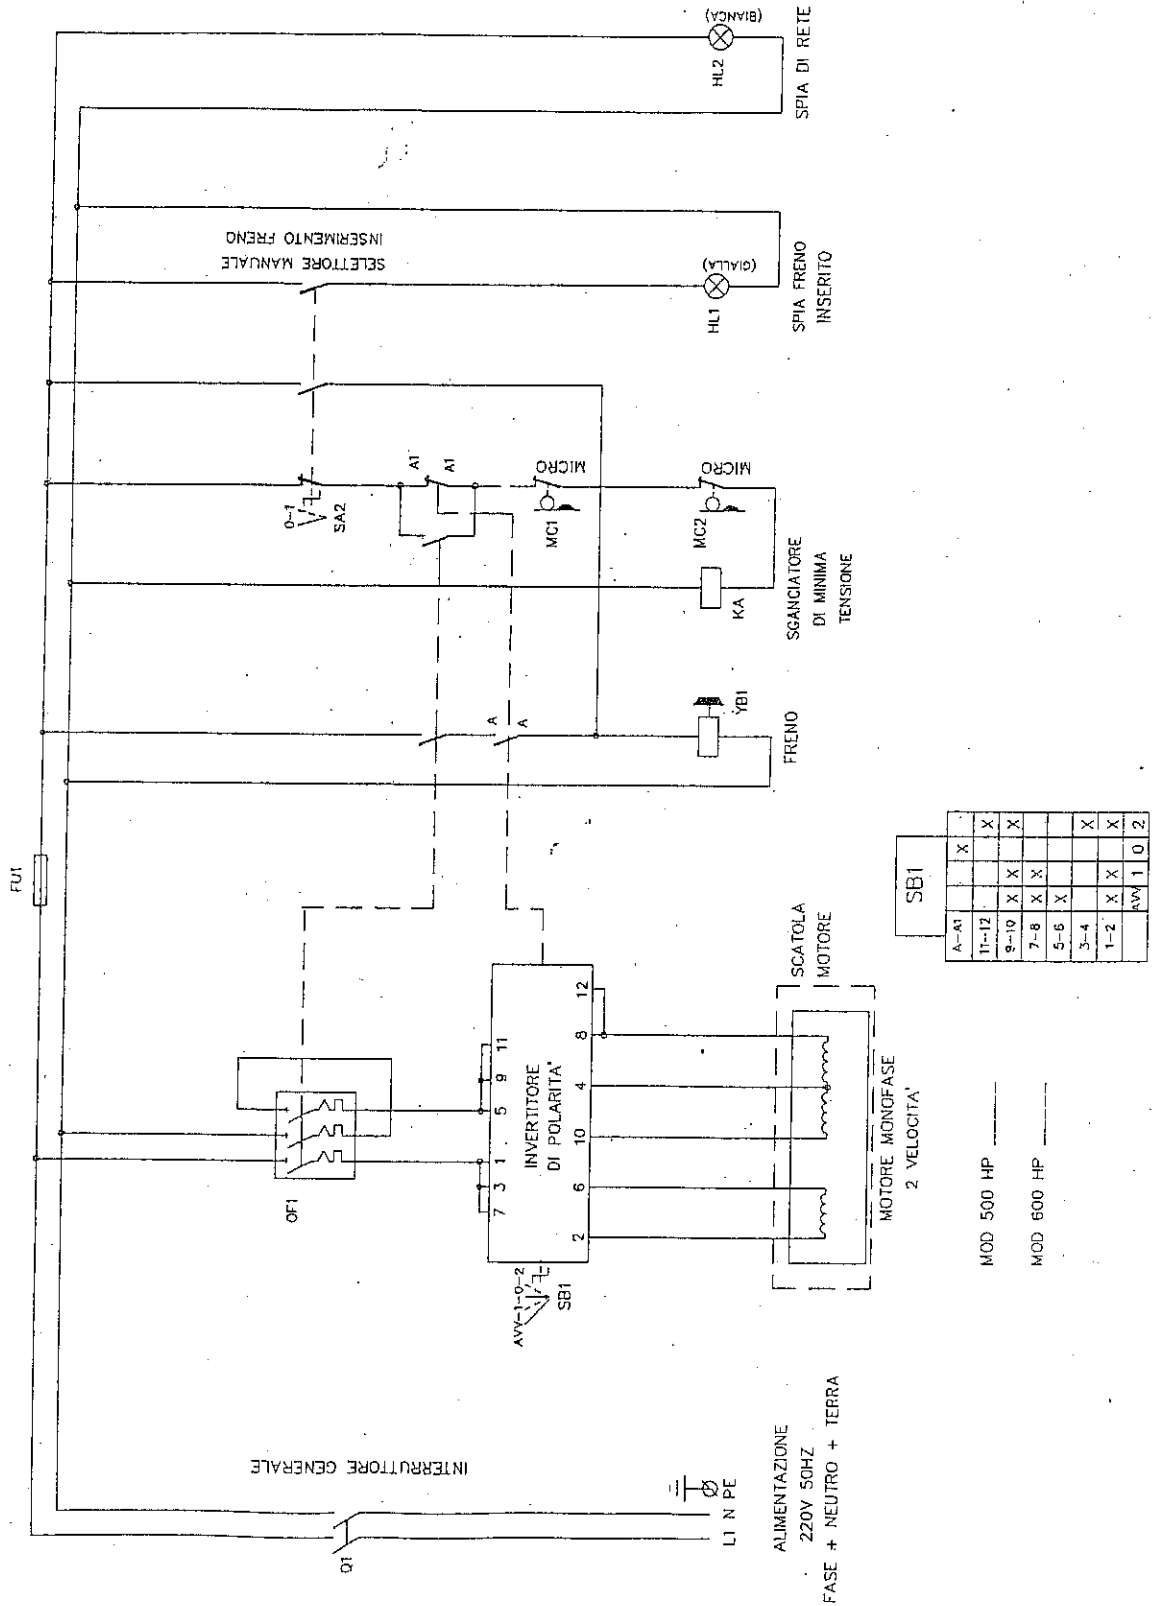 FU1
INTERRUTTORE GENERALE
Q1
L1 N PE
ALIMENTAZIONE
220V 50HZ
FASE + NEUTRO + TERRA
OF1
7 3 1 5 9 11
INVERTITORE
DI POLARITA'
2 6 10 4 8 12
AVV-1-0-2
SB1
SCATOLA
MOTORE
MOTORE MONOFASE
2 VELOCITA'
MOD 500 HP
MOD 600 HP
A
A
YB1
FRENO
KA
SGANCIATORE
DI MINIMA
TENSIONE
0-1
SA2
A1
A1
MICRO
MC1
MICRO
MC2
SELETTORE MANUALE
INSERIMENTO FRENO
(GIALLA)
HL1
SPIA FRENO
INSERITO
(BIANCA)
HL2
SPIA DI RETE
SB1
A-A1 X
11-12 X
9-10 X X X
7-8 X X
5-6 X
3-4 X
1-2 X X X
AVV 1 0 2